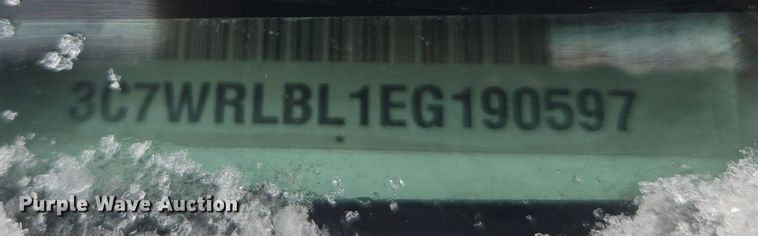 3C7WRLBL1EG190597
Purple Wave Auction